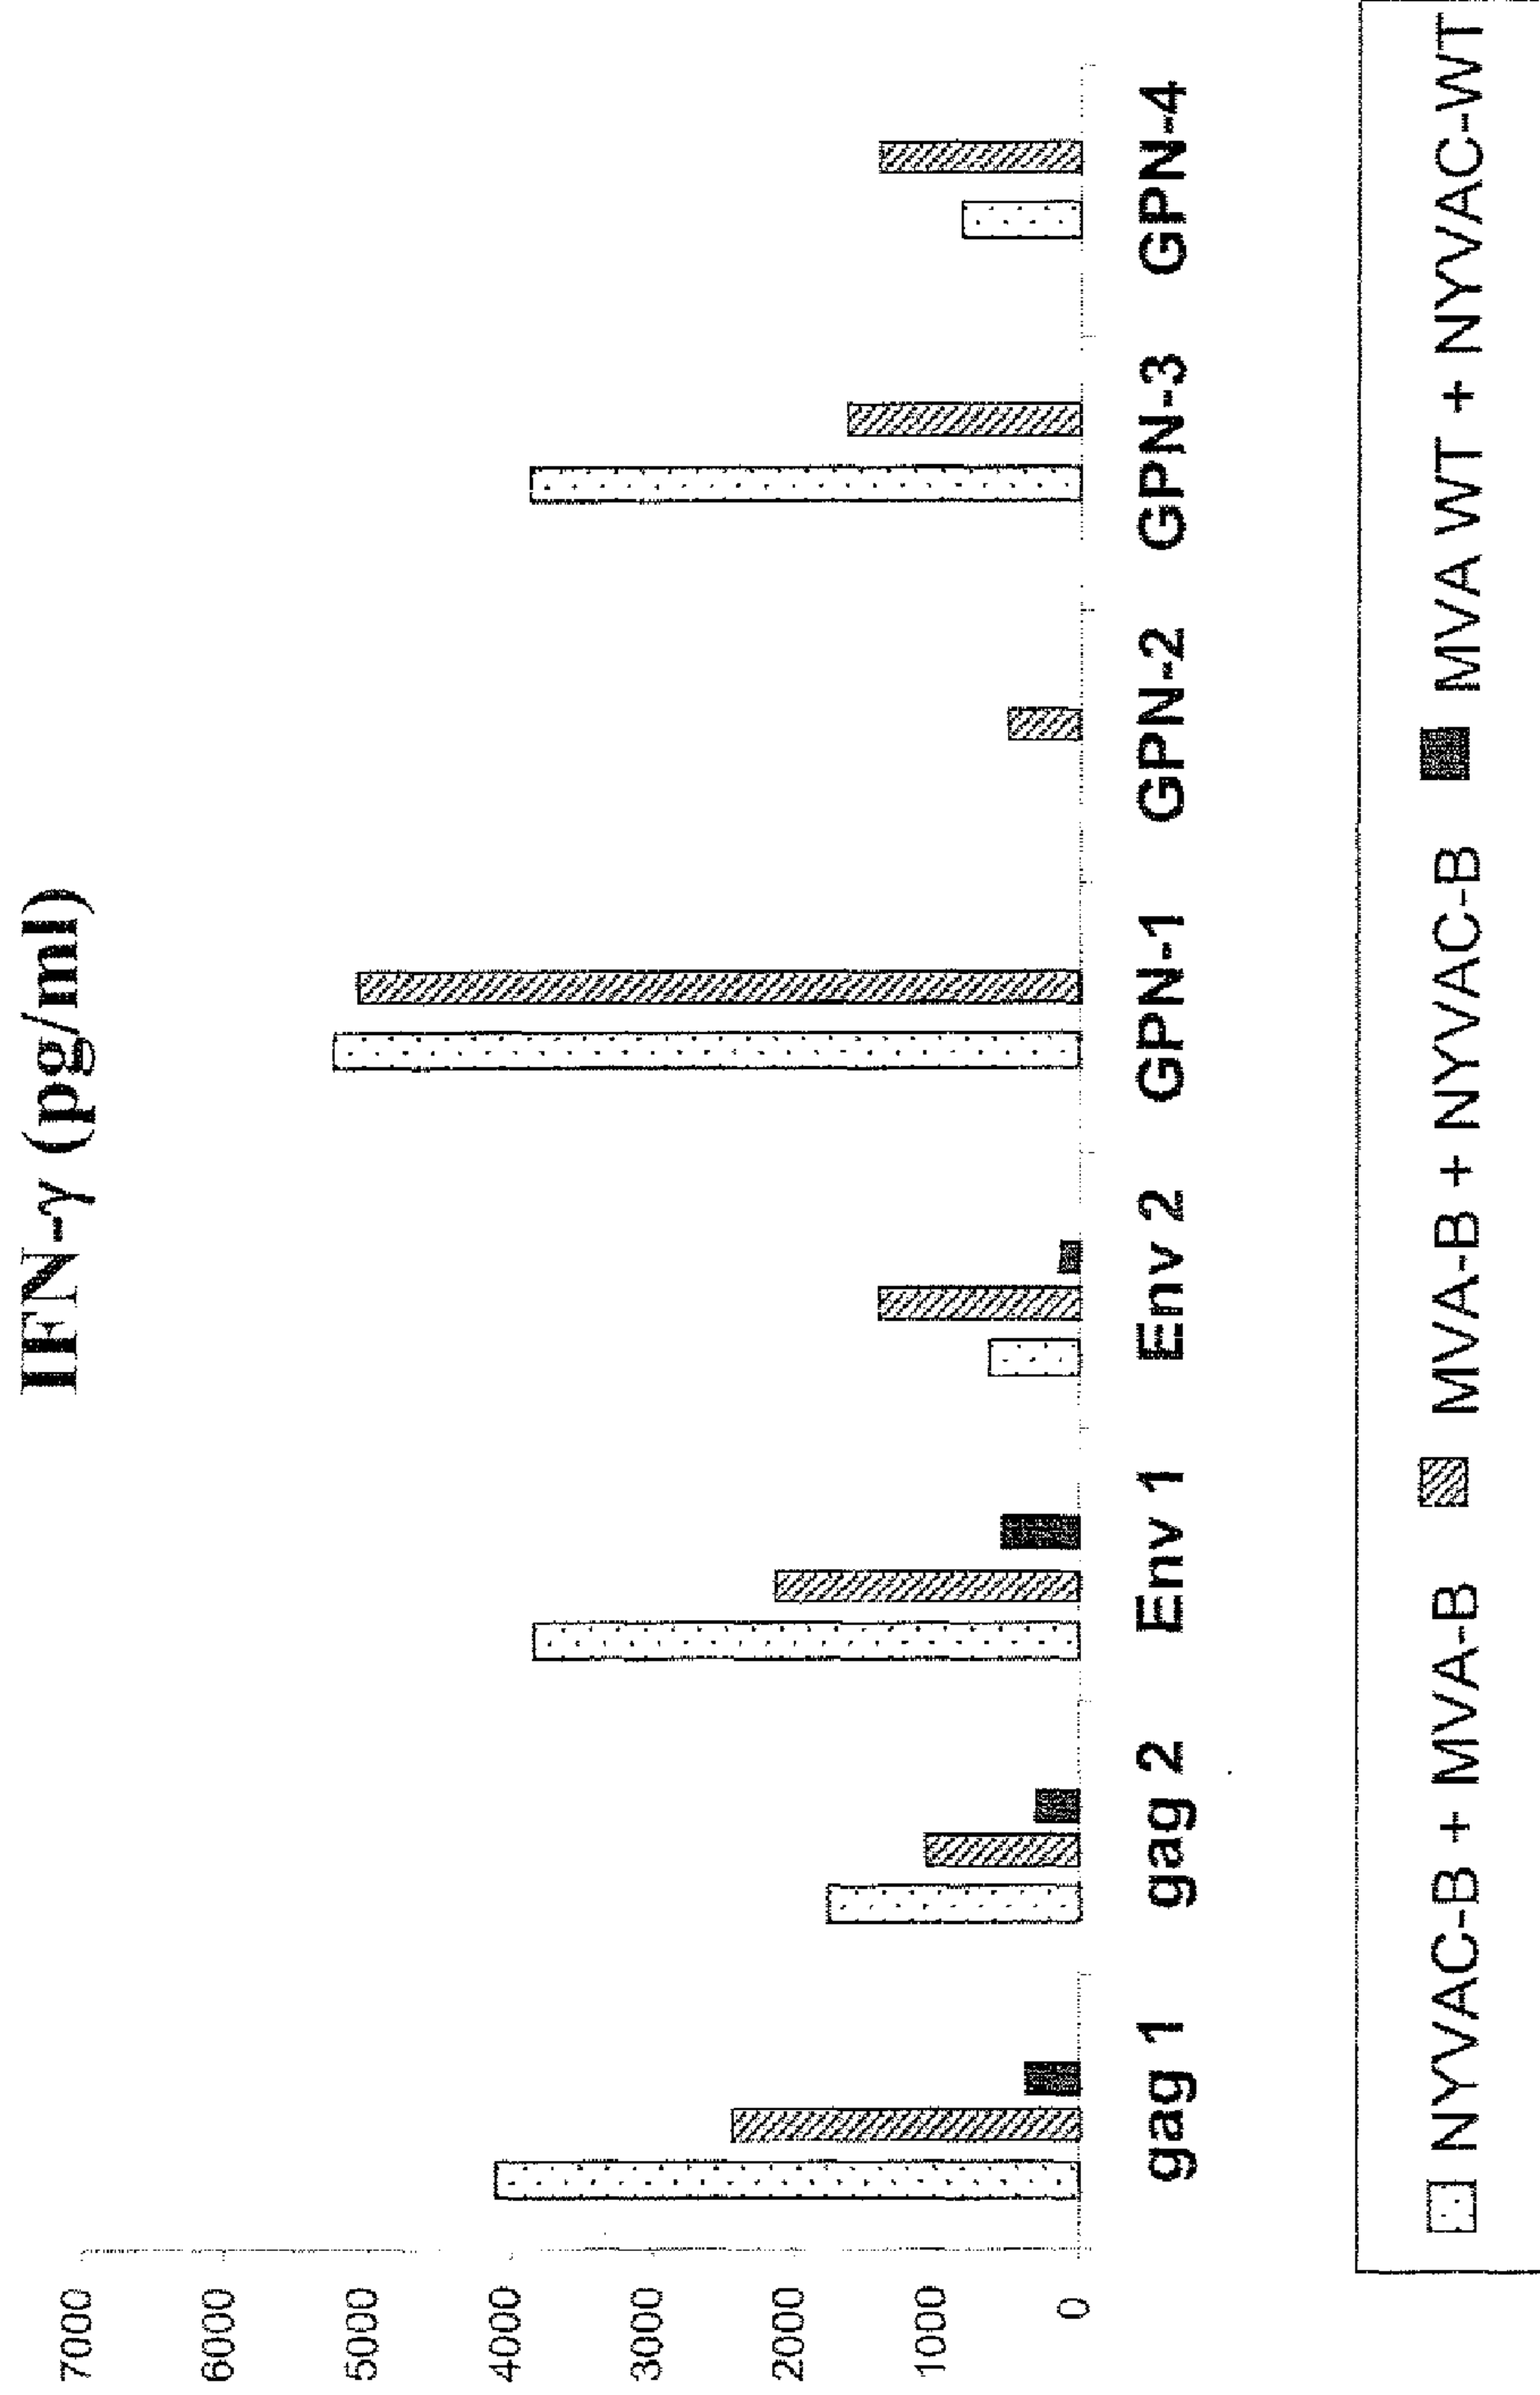 IFN-γ (pg/ml)
7000
6000
5000
4000
3000
2000
1000
0
gag 1 gag 2 Env 1 Env 2 GPN-1 GPN-2 GPN-3 GPN-4
NYVAC-B + MVA-B MVA-B + NYVAC-B MVA WT + NYVAC-WT